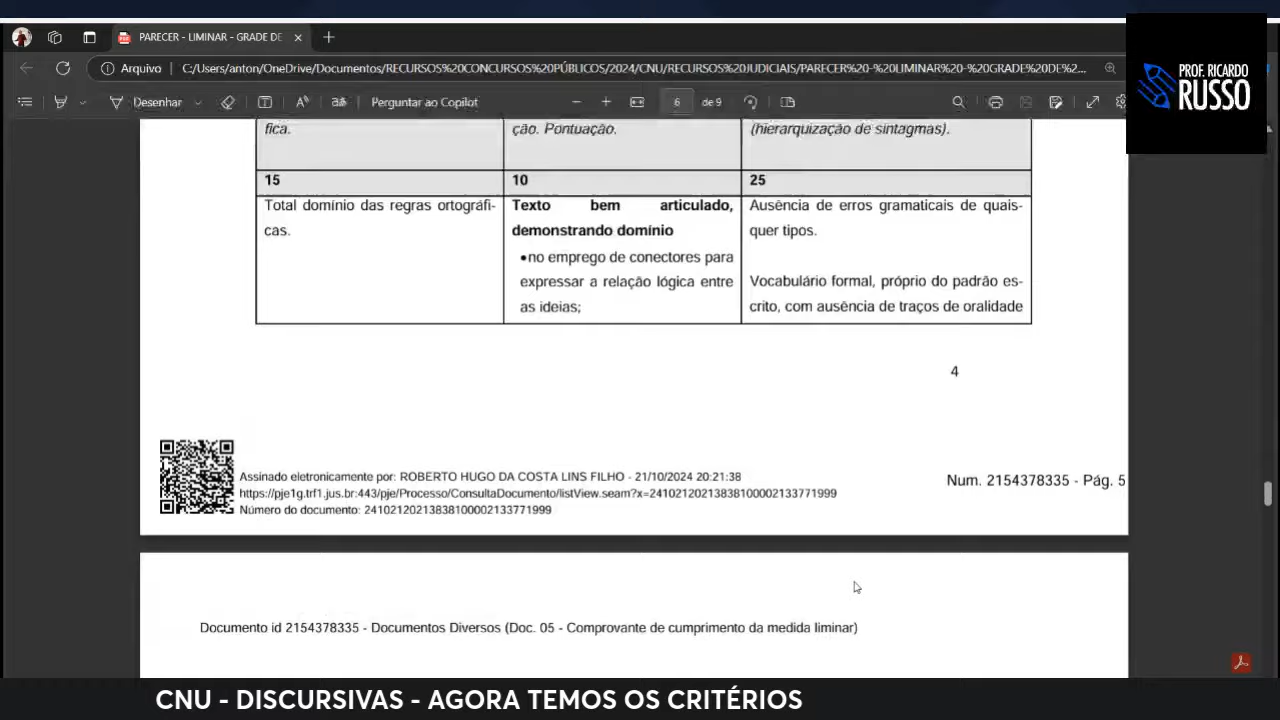 PARECER - LIMINAR - GRADE DE
PROF. RICARDO
RUSSO
Arquivo
C:/Users/anton/OneDrive/Documentos/RECURSOS%20CONCURSOS%20PÚBLICOS/2024/CNU/RECURSOS%20JUDICIAIS/PARECER%20-%20LIMINAR%20-%20GRADE%20DE%2...
Desenhar
Perguntar ao Copilot
6
de 9
fica.
ção. Pontuação.
(hierarquização de sintagmas).
15
10
25
Total domínio das regras ortográfi-
cas.
Texto bem articulado,
demonstrando domínio
•no emprego de conectores para
expressar a relação lógica entre
as ideias;
Ausência de erros gramaticais de quais-
quer tipos.
Vocabulário formal, próprio do padrão es-
crito, com ausência de traços de oralidade
4
Assinado eletronicamente por: ROBERTO HUGO DA COSTA LINS FILHO - 21/10/2024 20:21:38
https://pje1g.trf1.jus.br:443/pje/Processo/ConsultaDocumento/listView.seam?x=24102120213838100002133771999
Número do documento: 24102120213838100002133771999
Num. 2154378335 - Pág. 5
Documento id 2154378335 - Documentos Diversos (Doc. 05 - Comprovante de cumprimento da medida liminar)
CNU - DISCURSIVAS - AGORA TEMOS OS CRITÉRIOS